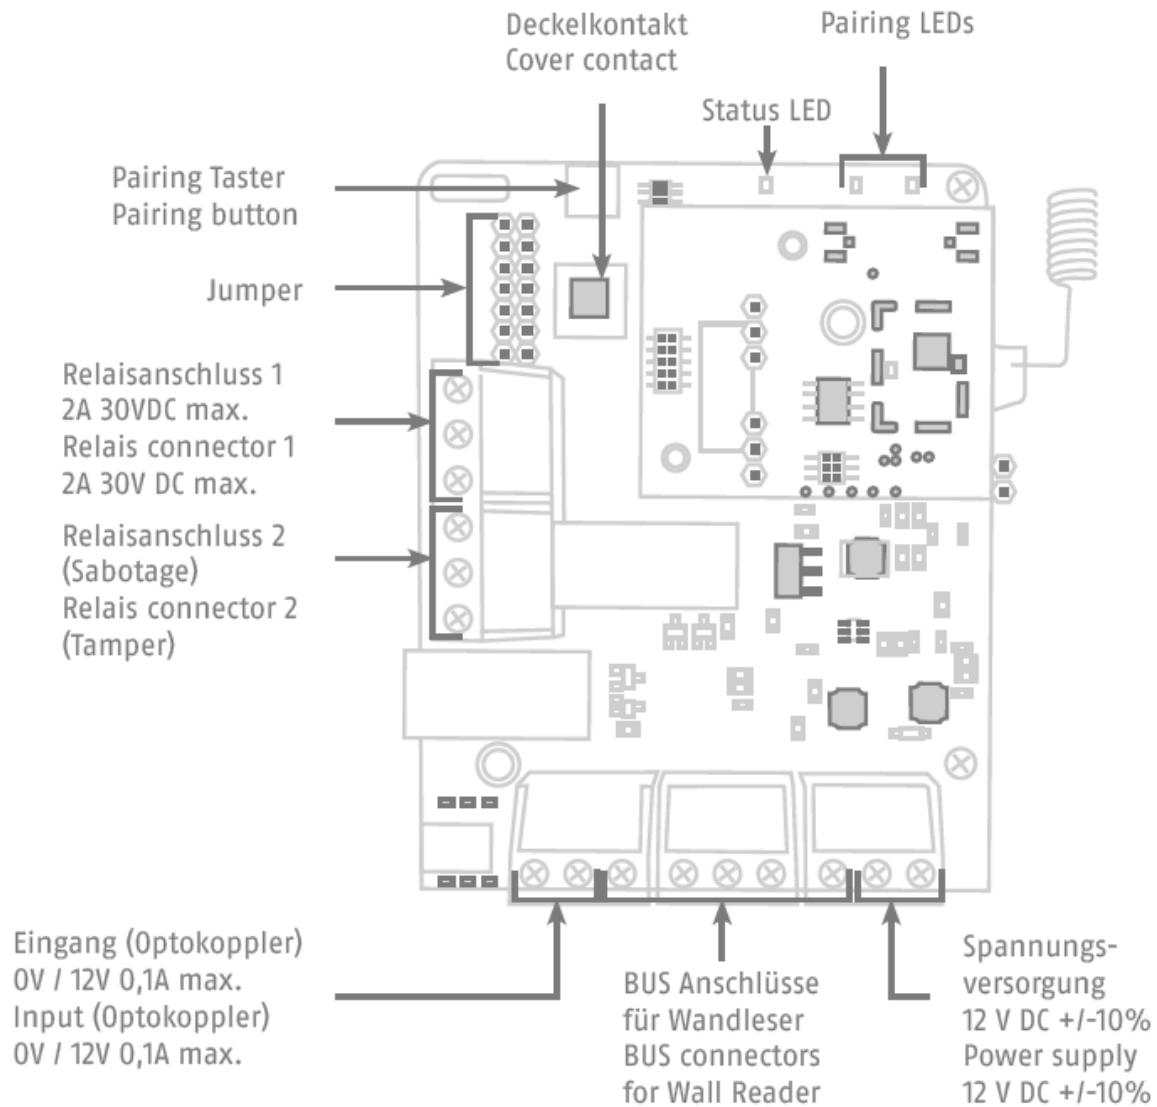 Deckelkontakt
Cover contact
Pairing LEDs
Status LED
Pairing Taster
Pairing button
Jumper
Relaisanschluss 1
2A 30VDC max.
Relais connector 1
2A 30V DC max.
Relaisanschluss 2
(Sabotage)
Relais connector 2
(Tamper)
Eingang (Optokoppler)
0V / 12V 0,1A max.
Input (Optokoppler)
0V / 12V 0,1A max.
BUS Anschlüsse
für Wandleser
BUS connectors
for Wall Reader
Spannungs-
versorgung
12 V DC +/-10%
Power supply
12 V DC +/-10%